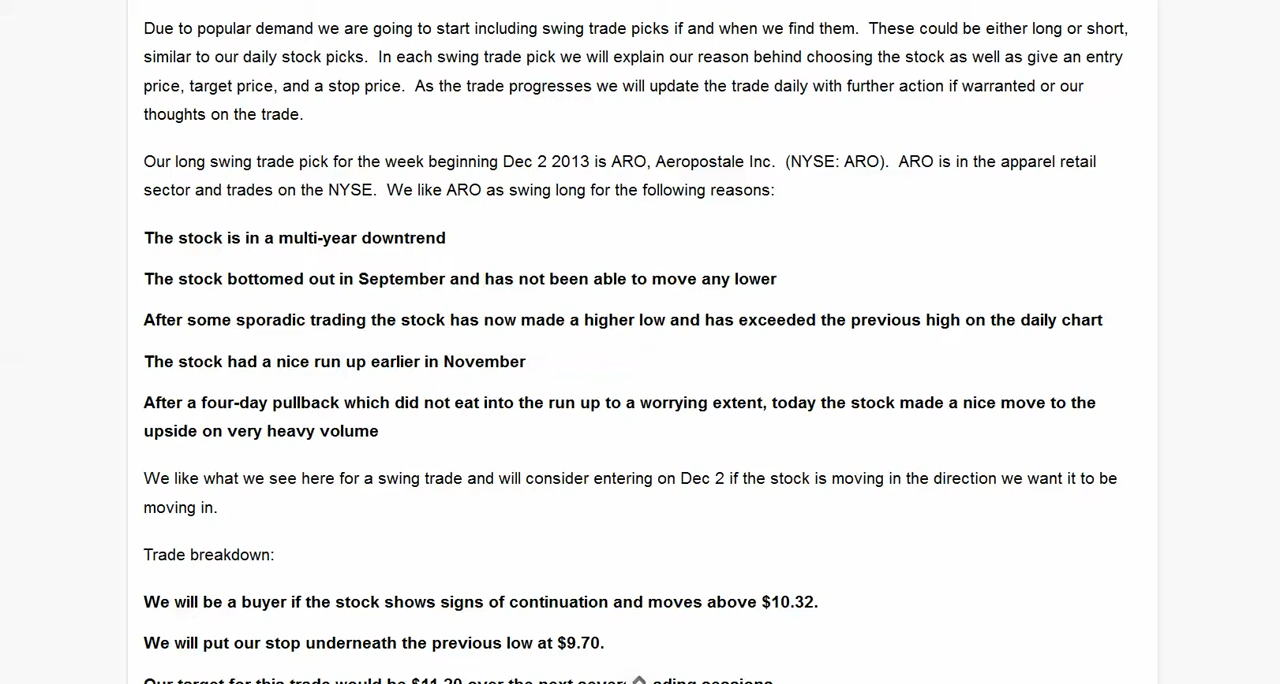 Due to popular demand we are going to start including swing trade picks if and when we find them.  These could be either long or short,
similar to our daily stock picks.  In each swing trade pick we will explain our reason behind choosing the stock as well as give an entry
price, target price, and a stop price.  As the trade progresses we will update the trade daily with further action if warranted or our
thoughts on the trade.
Our long swing trade pick for the week beginning Dec 2 2013 is ARO, Aeropostale Inc.  (NYSE: ARO).  ARO is in the apparel retail
sector and trades on the NYSE.  We like ARO as swing long for the following reasons:
The stock is in a multi-year downtrend
The stock bottomed out in September and has not been able to move any lower
After some sporadic trading the stock has now made a higher low and has exceeded the previous high on the daily chart
The stock had a nice run up earlier in November
After a four-day pullback which did not eat into the run up to a worrying extent, today the stock made a nice move to the
upside on very heavy volume
We like what we see here for a swing trade and will consider entering on Dec 2 if the stock is moving in the direction we want it to be
moving in.
Trade breakdown:
We will be a buyer if the stock shows signs of continuation and moves above $10.32.
We will put our stop underneath the previous low at $9.70.
Our target for this trade would be $11.20 over the next sessions